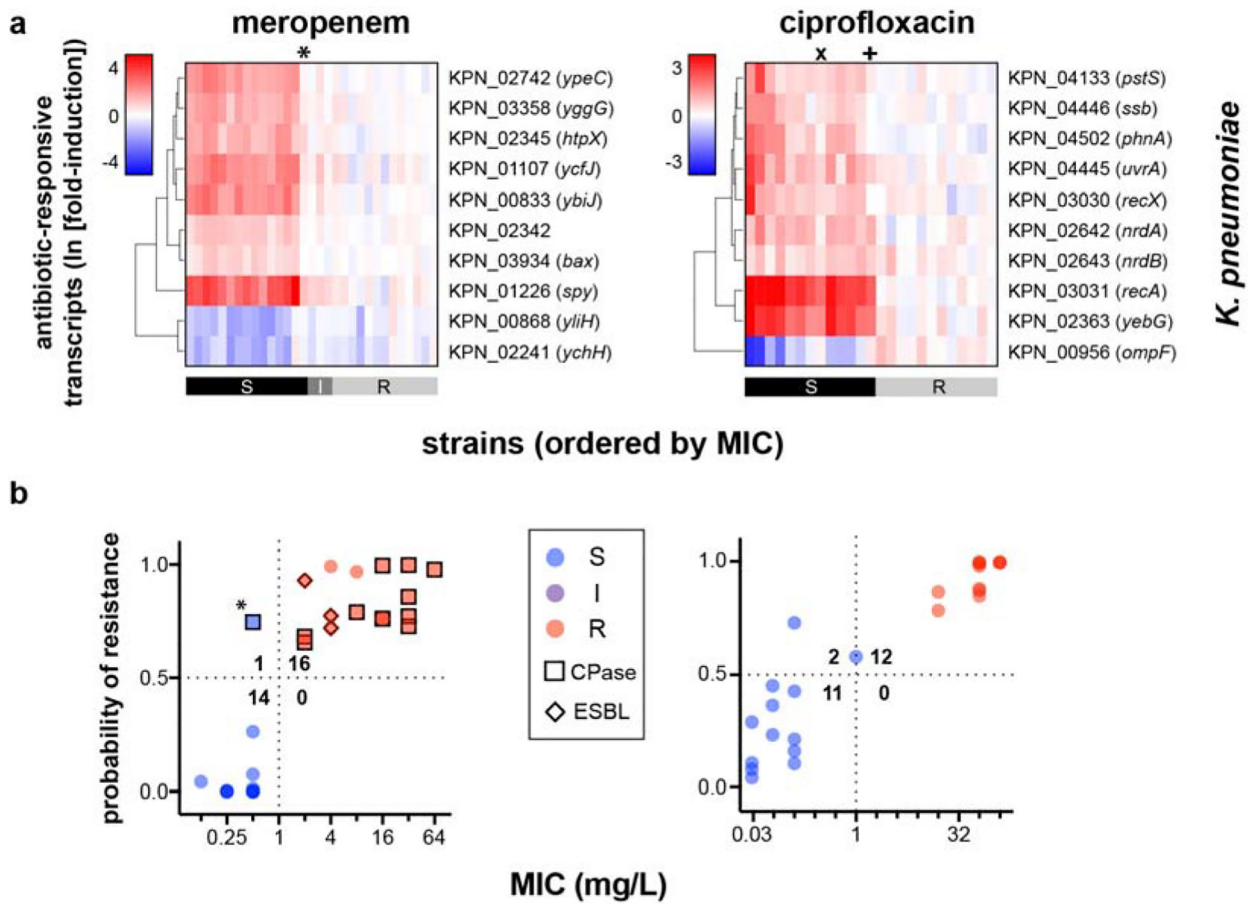 a
meropenem
ciprofloxacin
*
x +
antibiotic-responsive
transcripts (ln [fold-induction])
4
0
-4
KPN_02742 (ypeC)
KPN_03358 (yggG)
KPN_02345 (htpX)
KPN_01107 (ycfJ)
KPN_00833 (ybiJ)
KPN_02342
KPN_03934 (bax)
KPN_01226 (spy)
KPN_00868 (yliH)
KPN_02241 (ychH)
S I R
3
0
-3
KPN_04133 (pstS)
KPN_04446 (ssb)
KPN_04502 (phnA)
KPN_04445 (uvrA)
KPN_03030 (recX)
KPN_02642 (nrdA)
KPN_02643 (nrdB)
KPN_03031 (recA)
KPN_02363 (yebG)
KPN_00956 (ompF)
S R
K. pneumoniae
strains (ordered by MIC)
b
probability of resistance
1.0
0.5
0.0
*
1 16
14 0
0.25 1 4 16 64
S
I
R
CPase
ESBL
1.0
0.5
0.0
2 12
11 0
0.03 1 32
MIC (mg/L)